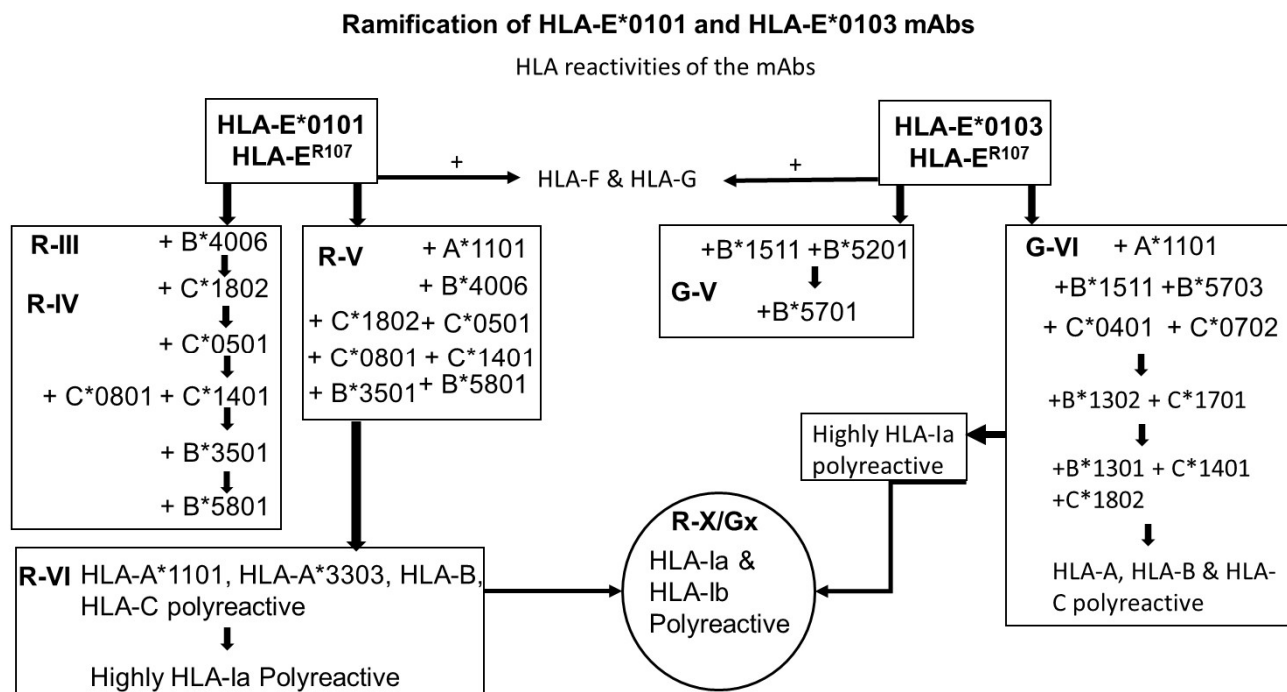 Ramification of HLA-E*0101 and HLA-E*0103 mAbs
HLA reactivities of the mAbs
HLA-E*0101
HLA-E^R107
+
HLA-F & HLA-G
+
HLA-E*0103
HLA-E^R107
R-III + B*4006
R-IV + C*1802
+ C*0501
+ C*0801 + C*1401
+ B*3501
+ B*5801
R-V + A*1101
+ B*4006
+ C*1802 + C*0501
+ C*0801 + C*1401
+ B*3501 + B*5801
+B*1511 +B*5201
G-V
+B*5701
G-VI + A*1101
+B*1511 +B*5703
+ C*0401 + C*0702
+B*1302 + C*1701
+B*1301 + C*1401
+C*1802
HLA-A, HLA-B & HLA-
C polyreactive
Highly HLA-Ia
polyreactive
R-X/Gx
HLA-Ia &
HLA-Ib
Polyreactive
R-VI HLA-A*1101, HLA-A*3303, HLA-B,
HLA-C polyreactive
Highly HLA-Ia Polyreactive